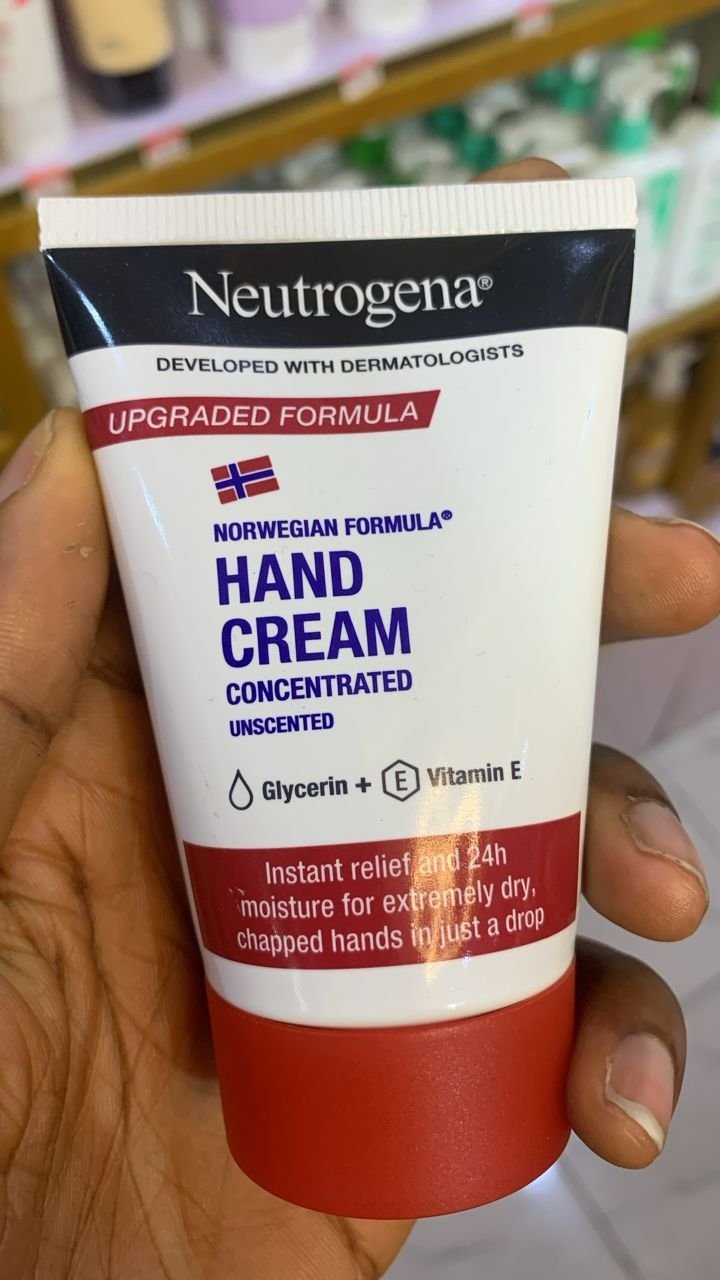 Neutrogena®
DEVELOPED WITH DERMATOLOGISTS
UPGRADED FORMULA
NORWEGIAN FORMULA®
HAND
CREAM
CONCENTRATED
UNSCENTED
Glycerin + E Vitamin E
Instant relief and 24h
moisture for extremely dry,
chapped hands in just a drop